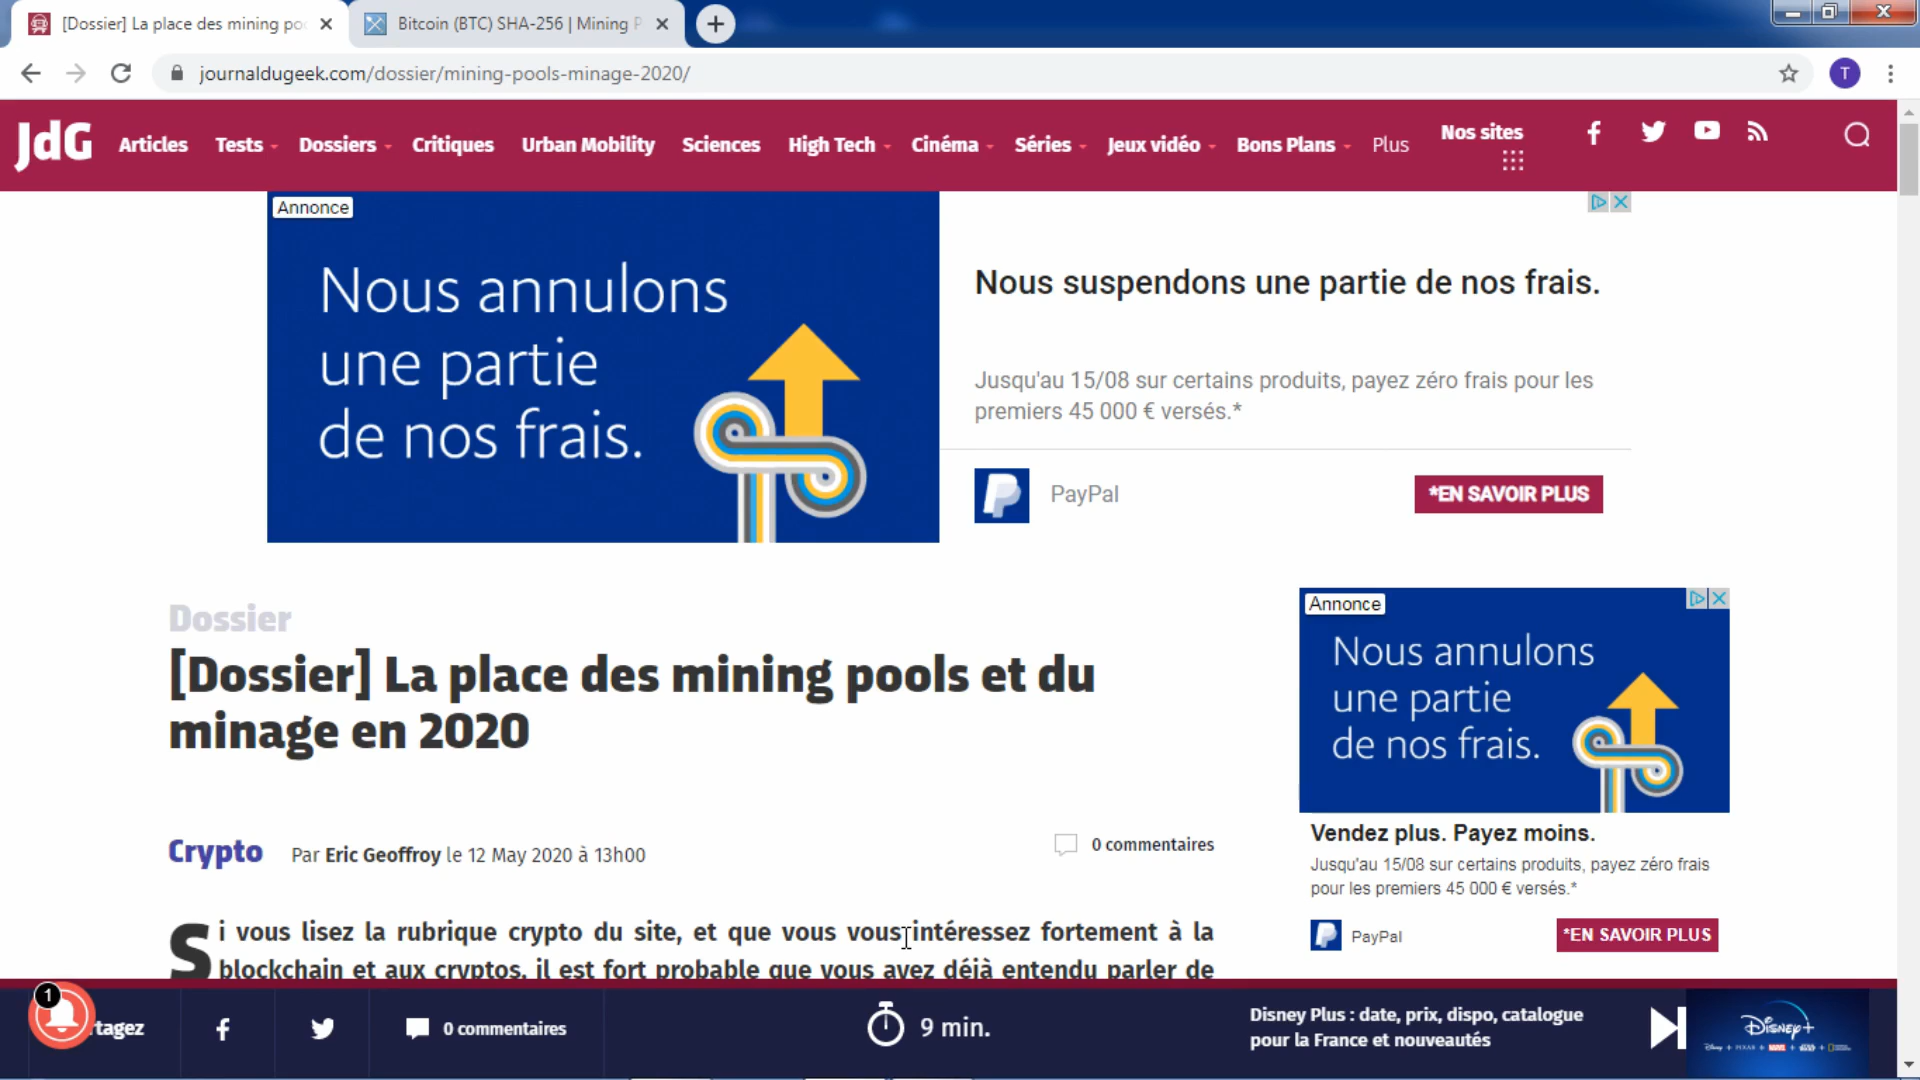 [Dossier] La place des mining po
Bitcoin (BTC) SHA-256 | Mining P
journaldugeek.com/dossier/mining-pools-minage-2020/
T
JdG
Articles
Tests
Dossiers
Critiques
Urban Mobility
Sciences
High Tech
Cinéma
Séries
Jeux vidéo
Bons Plans
Plus
Nos sites
Annonce
Nous annulons
une partie
de nos frais.
Nous suspendons une partie de nos frais.
Jusqu'au 15/08 sur certains produits, payez zéro frais pour les
premiers 45 000 € versés.*
PayPal
*EN SAVOIR PLUS
Dossier
[Dossier] La place des mining pools et du
minage en 2020
Crypto
Par Eric Geoffroy le 12 May 2020 à 13h00
0 commentaires
Si vous lisez la rubrique crypto du site, et que vous vous intéressez fortement à la
blockchain et aux cryptos, il est fort probable que vous avez déjà entendu parler de
Annonce
Nous annulons
une partie
de nos frais.
Vendez plus. Payez moins.
Jusqu'au 15/08 sur certains produits, payez zéro frais
pour les premiers 45 000 € versés.*
PayPal
*EN SAVOIR PLUS
1
tagez
0 commentaires
9 min.
Disney Plus : date, prix, dispo, catalogue
pour la France et nouveautés
Disney+